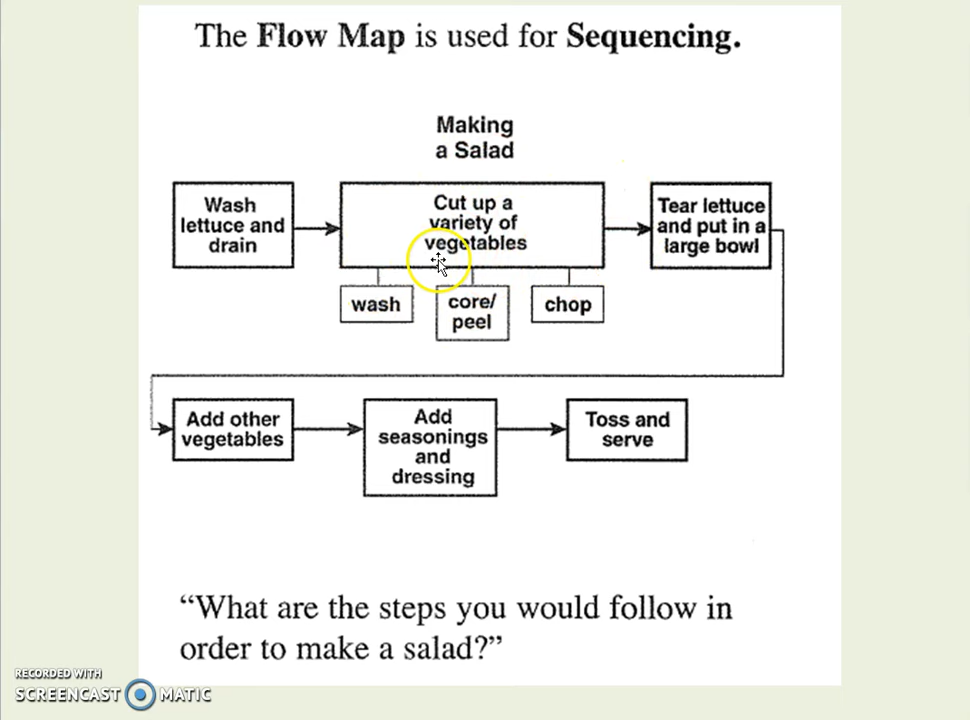 The Flow Map is used for Sequencing.
Making
a Salad
Wash
lettuce and
drain
Cut up a
variety of
vegetables
Tear lettuce
and put in a
large bowl
wash
core/
peel
chop
Add other
vegetables
Add
seasonings
and
dressing
Toss and
serve
“What are the steps you would follow in
order to make a salad?”
RECORDED WITH
SCREENCAST MATIC